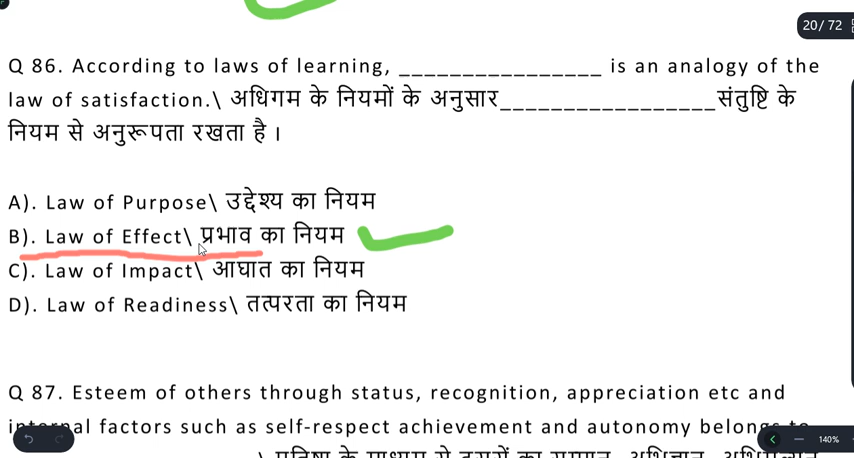 20/ 72
Q 86. According to laws of learning, ________________ is an analogy of the
law of satisfaction.\ अधिगम के नियमों के अनुसार_________________संतुष्टि के
नियम से अनुरूपता रखता है ।
A). Law of Purpose\ उद्देश्य का नियम
B). Law of Effect\ प्रभाव का नियम
C). Law of Impact\ आघात का नियम
D). Law of Readiness\ तत्परता का नियम
Q 87. Esteem of others through status, recognition, appreciation etc and
internal factors such as self-respect achievement and autonomy belongs to
140%